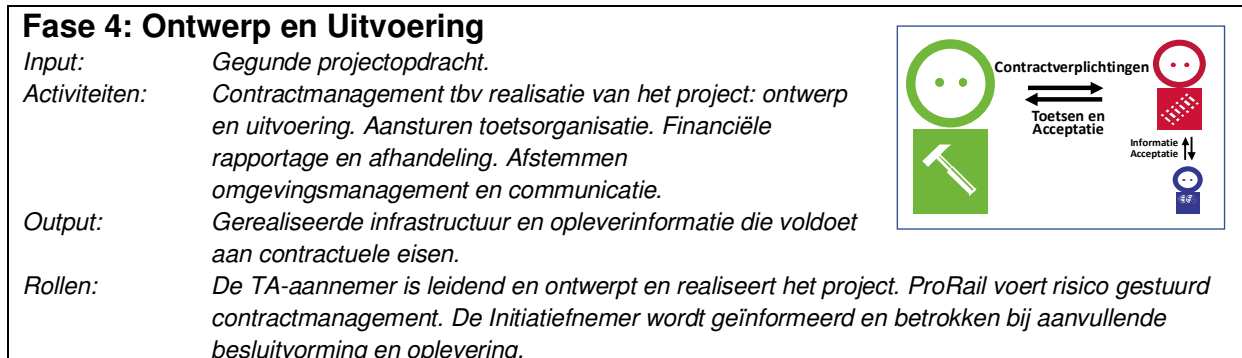 Fase 4: Ontwerp en Uitvoering
Input: Gegunde projectopdracht.
Activiteiten: Contractmanagement tbv realisatie van het project: ontwerp
en uitvoering. Aansturen toetsorganisatie. Financiële
rapportage en afhandeling. Afstemmen
omgevingsmanagement en communicatie.
Output: Gerealiseerde infrastructuur en opleverinformatie die voldoet
aan contractuele eisen.
Rollen: De TA-aannemer is leidend en ontwerpt en realiseert het project. ProRail voert risico gestuurd
contractmanagement. De Initiatiefnemer wordt geïnformeerd en betrokken bij aanvullende
besluitvorming en oplevering.
Contractverplichtingen
Toetsen en
Acceptatie
Informatie
Acceptatie